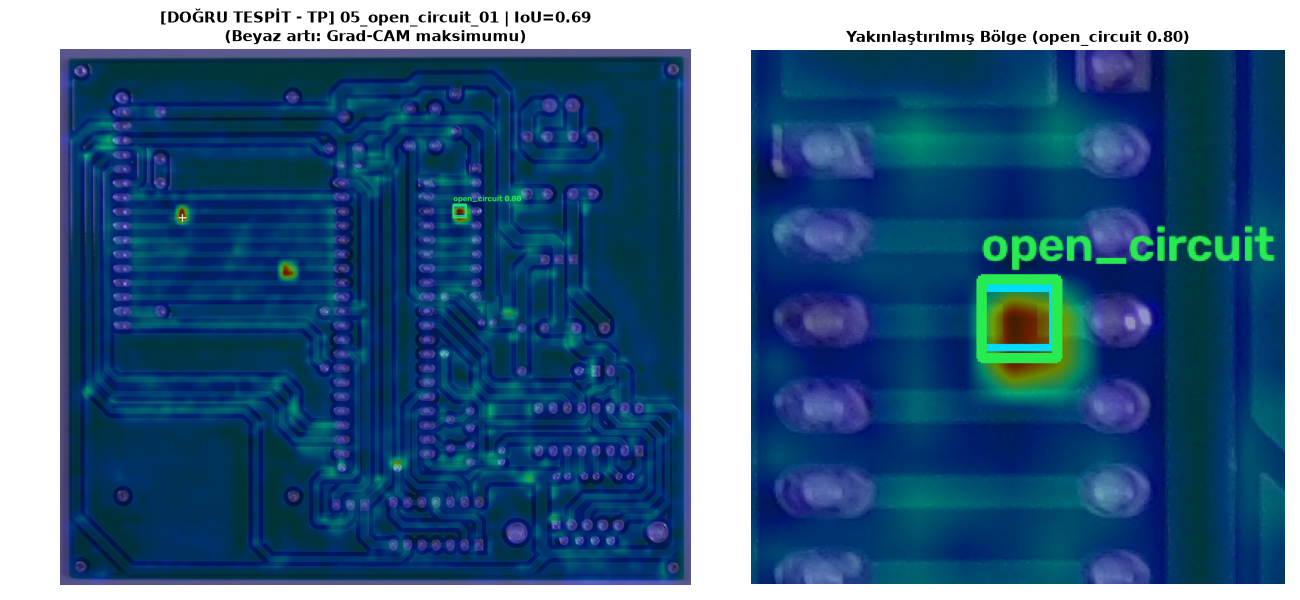 [DOĞRU TESPİT - TP] 05_open_circuit_01 | IoU=0.69
(Beyaz artı: Grad-CAM maksimumu)
open_circuit 0.80
Yakınlaştırılmış Bölge (open_circuit 0.80)
open_circuit